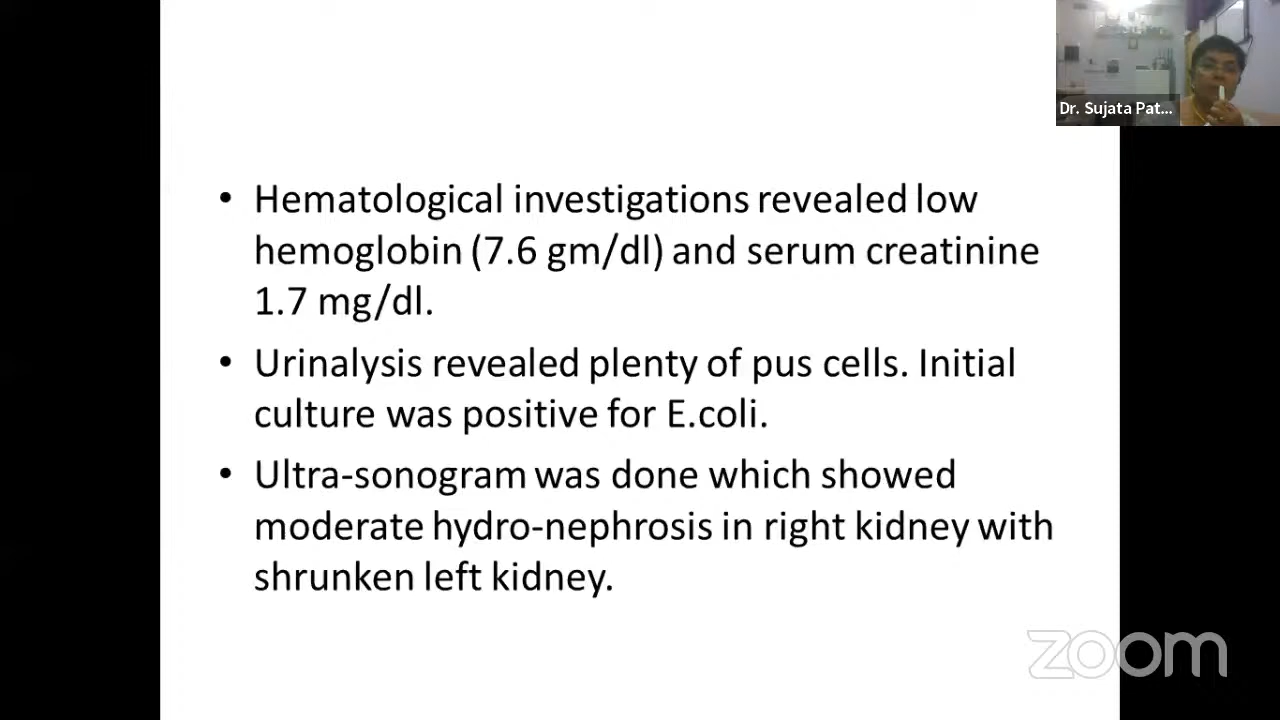 Dr. Sujata Pat...
• Hematological investigations revealed low
hemoglobin (7.6 gm/dl) and serum creatinine
1.7 mg/dl.
• Urinalysis revealed plenty of pus cells. Initial
culture was positive for E.coli.
• Ultra-sonogram was done which showed
moderate hydro-nephrosis in right kidney with
shrunken left kidney.
zoom